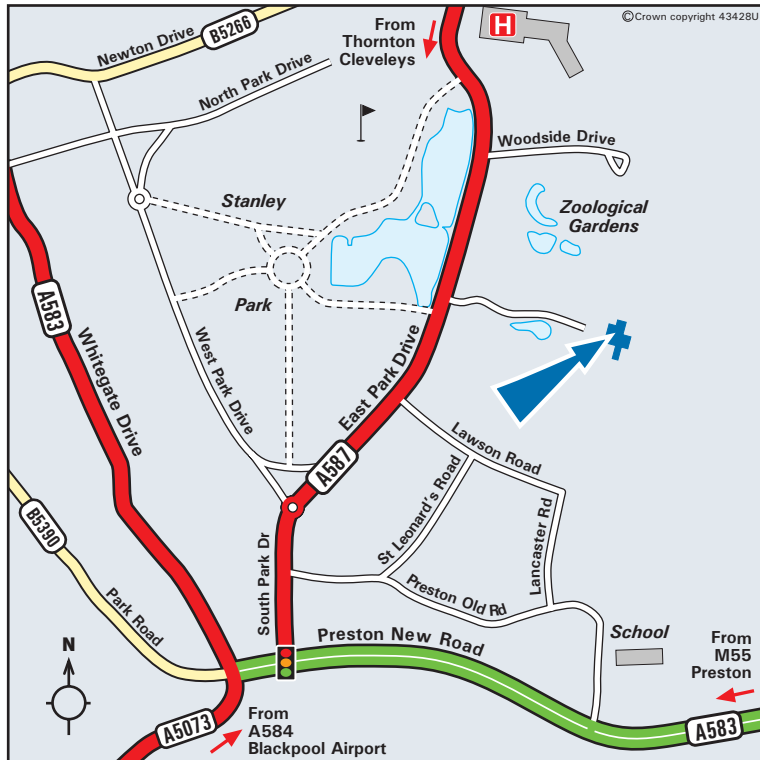 ©Crown copyright 43428U
From
Thornton
Cleveleys
H
Newton Drive
B5266
North Park Drive
Woodside Drive
Stanley
Park
Zoological
Gardens
A583
Whitegate Drive
West Park Drive
East Park Drive
A587
Lawson Road
St Leonard's Road
Lancaster Rd
Preston Old Rd
B5390
Park Road
South Park Dr
Preston New Road
School
From
M55
Preston
N
A5073
From
A584
Blackpool Airport
A583